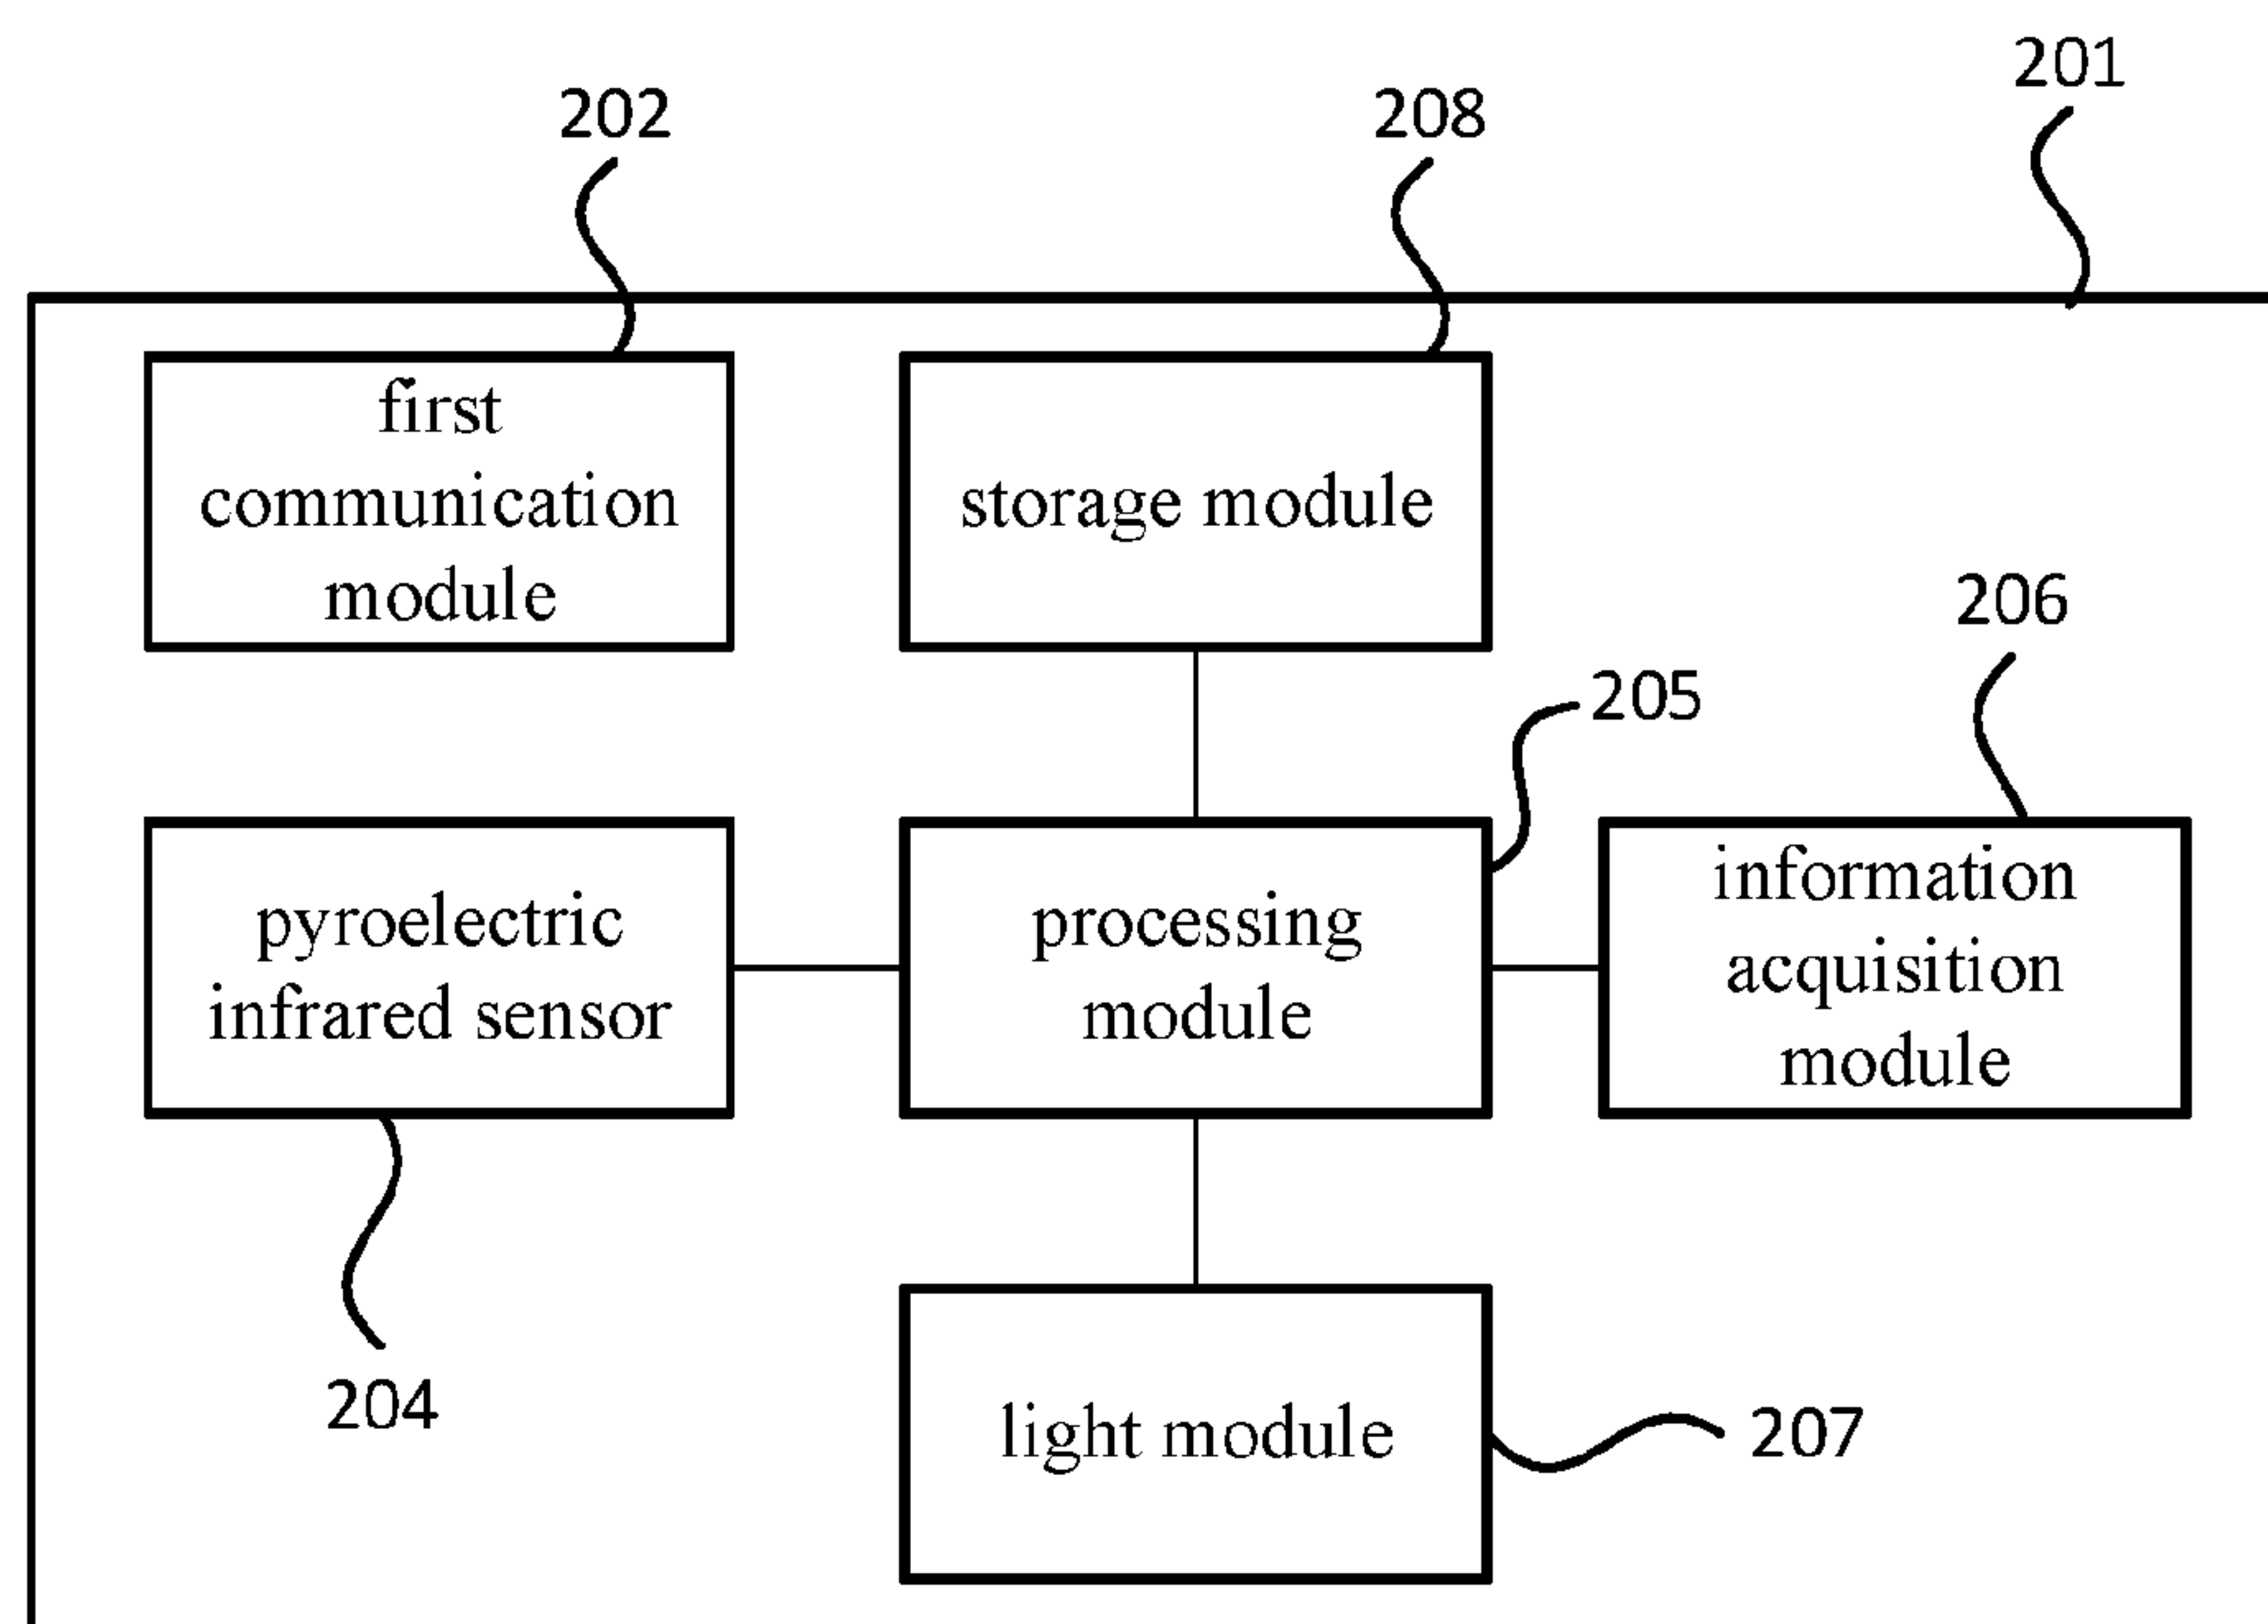 201
202
208
first
communication
module
storage module
206
205
pyroelectric
infrared sensor
processing
module
information
acquisition
module
204
light module
207